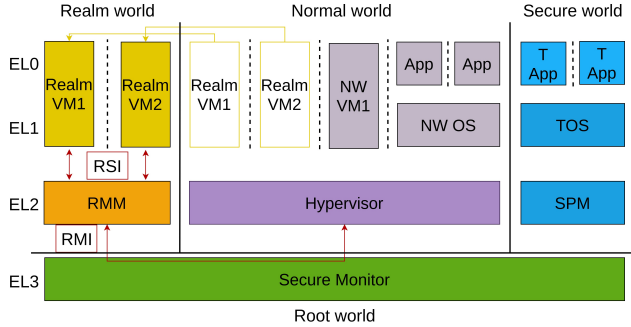 Realm world
Normal world
Secure world
EL0
Realm
VM1
Realm
VM2
Realm
VM1
Realm
VM2
NW
VM1
App
App
T
App
T
App
EL1
NW OS
TOS
RSI
EL2
RMM
Hypervisor
SPM
RMI
EL3
Secure Monitor
Root world